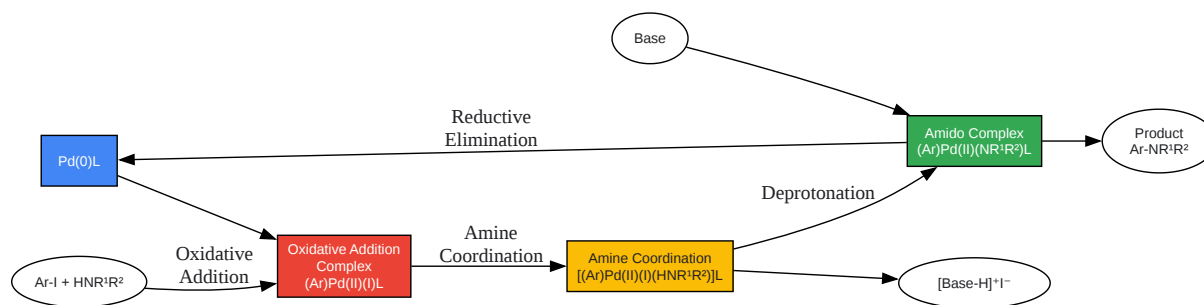 Base
Reductive
Elimination
Amido Complex
(Ar)Pd(II)(NR¹R²)L
Product
Ar-NR¹R²
Pd(0)L
Deprotonation
Oxidative
Addition
Oxidative Addition
Complex
(Ar)Pd(II)(I)L
Amine
Coordination
Amine Coordination
[(Ar)Pd(II)(I)(HNR¹R²)]L
Ar-I + HNR¹R²
[Base-H]⁺I⁻